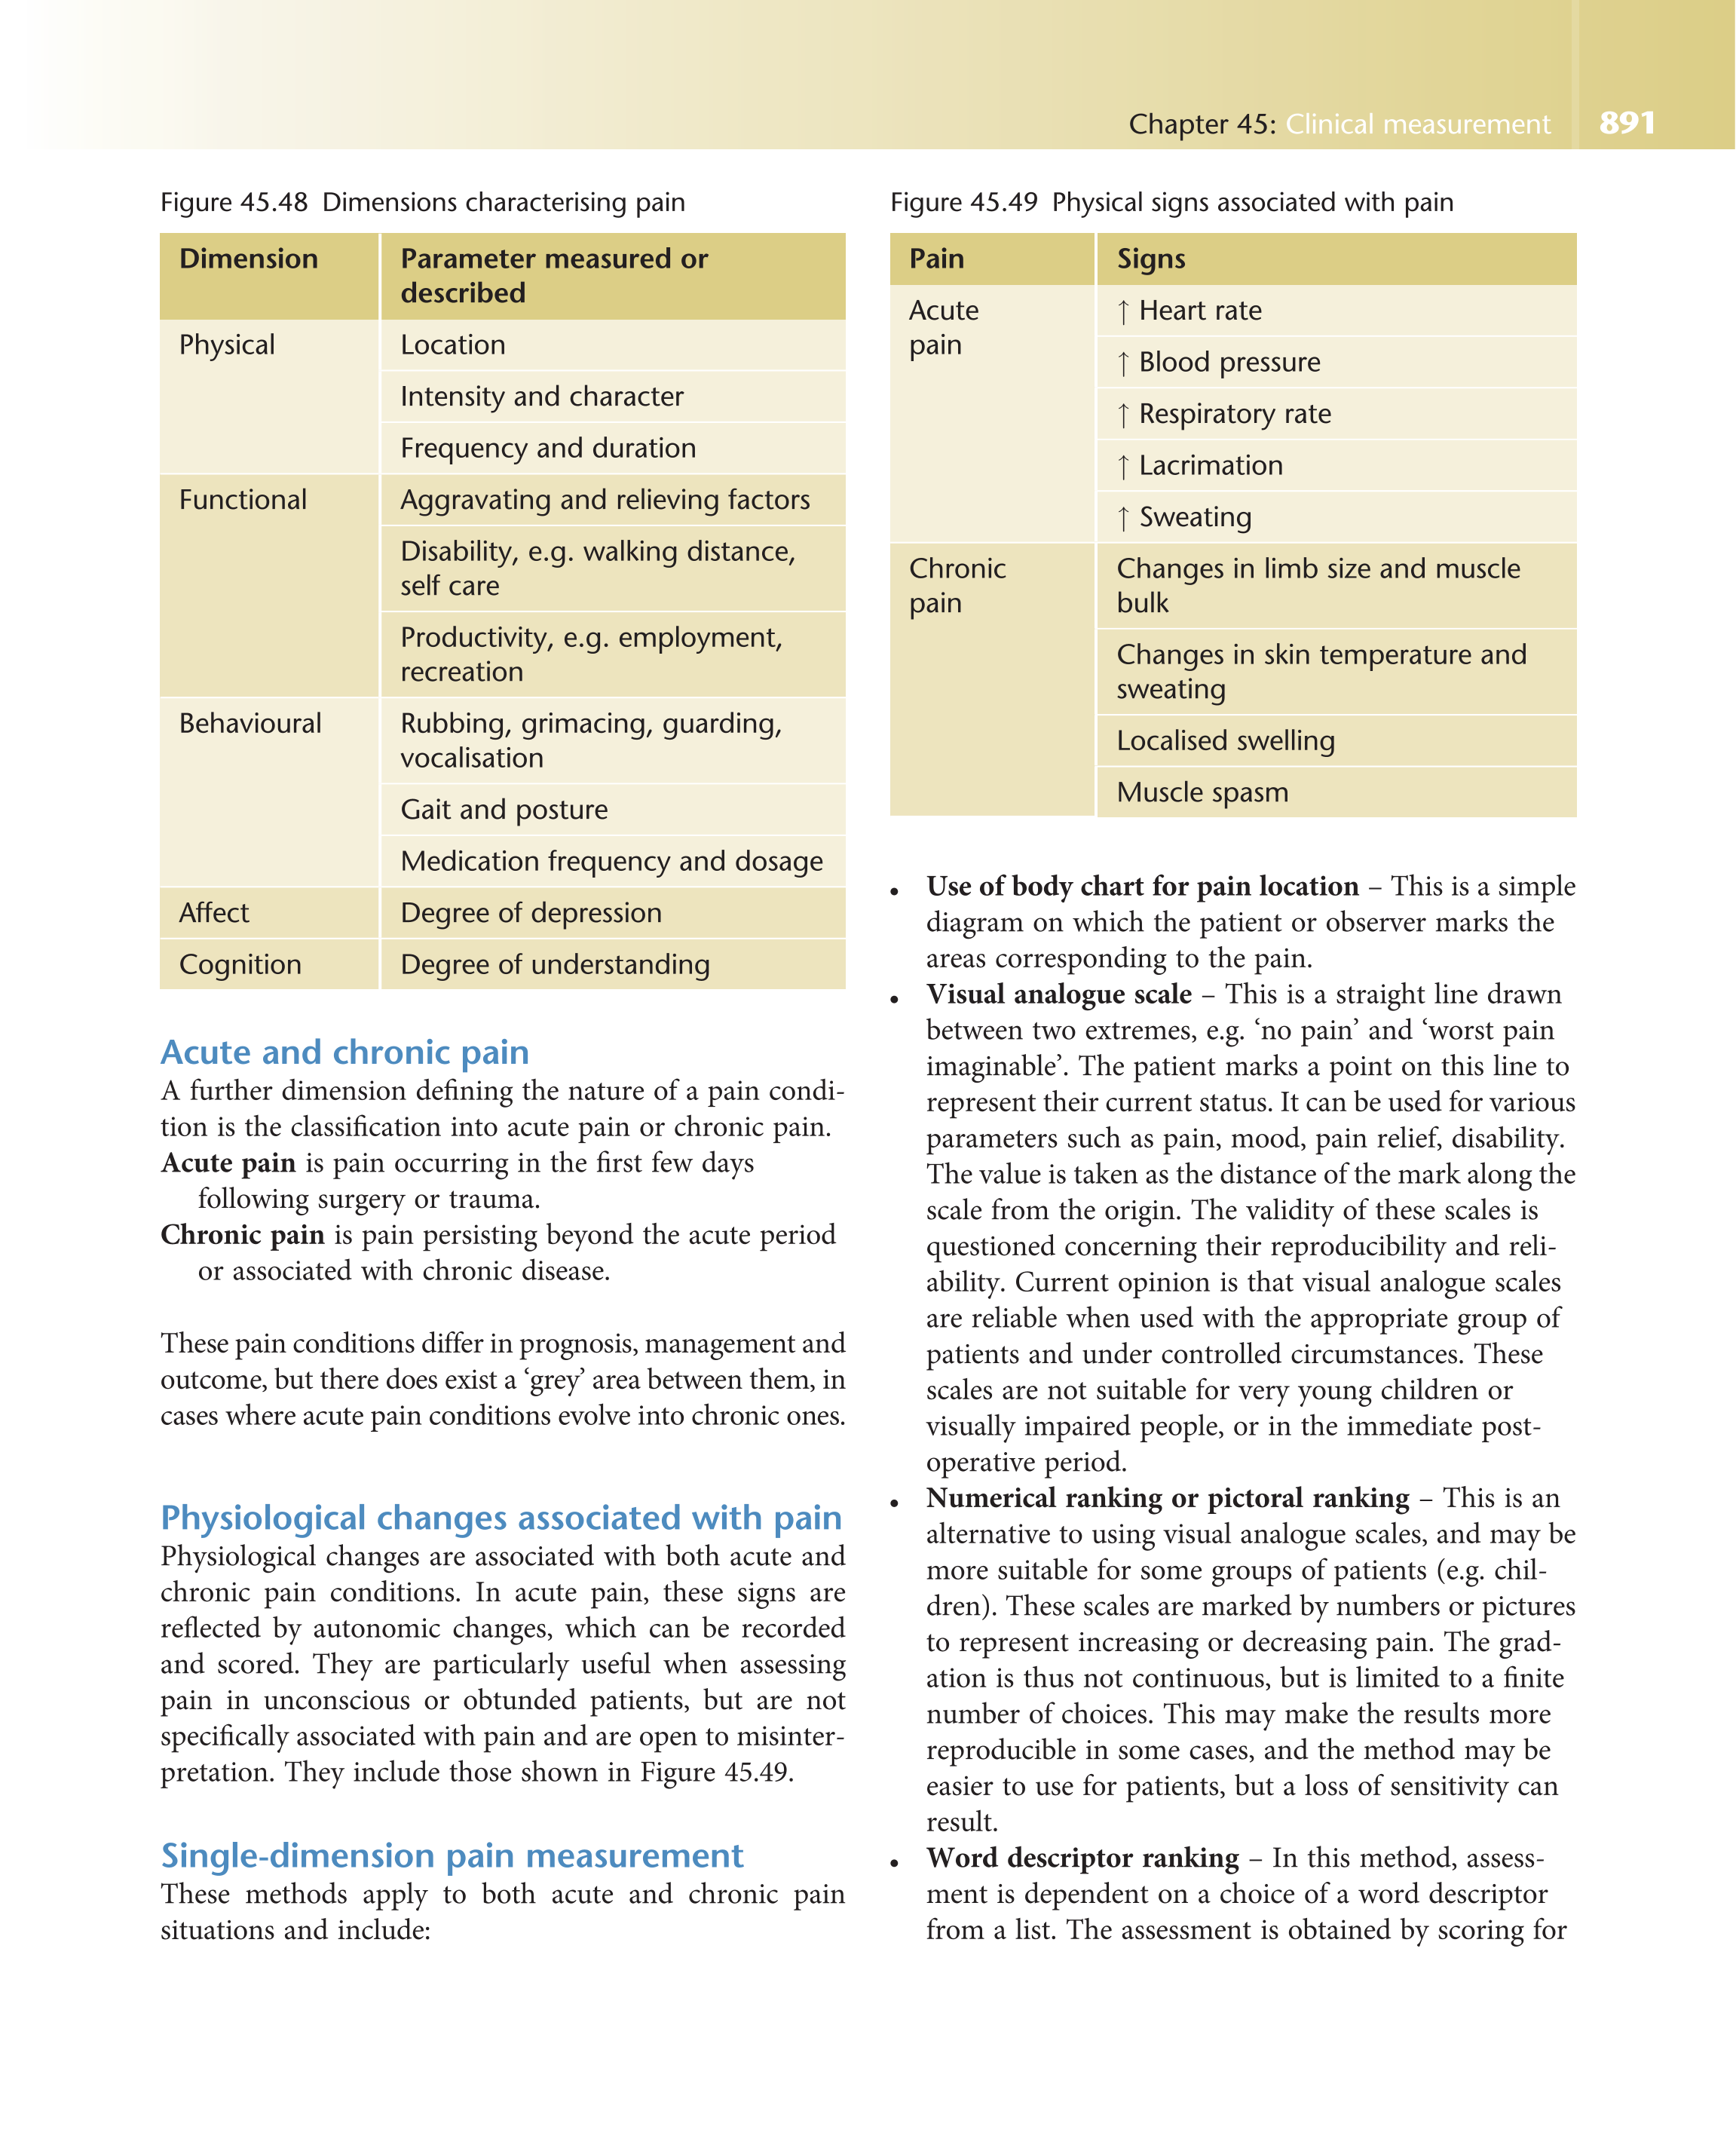 Chapter 45: Clinical measurement 891
Figure 45.48 Dimensions characterising pain
Dimension Parameter measured or
described
Physical Location
Intensity and character
Frequency and duration
Functional Aggravating and relieving factors
Disability, e.g. walking distance,
self care
Productivity, e.g. employment,
recreation
Behavioural Rubbing, grimacing, guarding,
vocalisation
Gait and posture
Medication frequency and dosage
Affect Degree of depression
Cognition Degree of understanding
Acute and chronic pain
A further dimension defining the nature of a pain condi-
tion is the classification into acute pain or chronic pain.
Acute pain is pain occurring in the first few days
following surgery or trauma.
Chronic pain is pain persisting beyond the acute period
or associated with chronic disease.
These pain conditions differ in prognosis, management and
outcome, but there does exist a ‘grey’ area between them, in
cases where acute pain conditions evolve into chronic ones.
Physiological changes associated with pain
Physiological changes are associated with both acute and
chronic pain conditions. In acute pain, these signs are
reflected by autonomic changes, which can be recorded
and scored. They are particularly useful when assessing
pain in unconscious or obtunded patients, but are not
specifically associated with pain and are open to misinter-
pretation. They include those shown in Figure 45.49.
Single-dimension pain measurement
These methods apply to both acute and chronic pain
situations and include:
Figure 45.49 Physical signs associated with pain
Pain Signs
Acute ↑ Heart rate
pain ↑ Blood pressure
↑ Respiratory rate
↑ Lacrimation
↑ Sweating
Chronic Changes in limb size and muscle
pain bulk
Changes in skin temperature and
sweating
Localised swelling
Muscle spasm
• Use of body chart for pain location – This is a simple
diagram on which the patient or observer marks the
areas corresponding to the pain.
• Visual analogue scale – This is a straight line drawn
between two extremes, e.g. ‘no pain’ and ‘worst pain
imaginable’. The patient marks a point on this line to
represent their current status. It can be used for various
parameters such as pain, mood, pain relief, disability.
The value is taken as the distance of the mark along the
scale from the origin. The validity of these scales is
questioned concerning their reproducibility and reli-
ability. Current opinion is that visual analogue scales
are reliable when used with the appropriate group of
patients and under controlled circumstances. These
scales are not suitable for very young children or
visually impaired people, or in the immediate post-
operative period.
• Numerical ranking or pictoral ranking – This is an
alternative to using visual analogue scales, and may be
more suitable for some groups of patients (e.g. chil-
dren). These scales are marked by numbers or pictures
to represent increasing or decreasing pain. The grad-
ation is thus not continuous, but is limited to a finite
number of choices. This may make the results more
reproducible in some cases, and the method may be
easier to use for patients, but a loss of sensitivity can
result.
• Word descriptor ranking – In this method, assess-
ment is dependent on a choice of a word descriptor
from a list. The assessment is obtained by scoring for